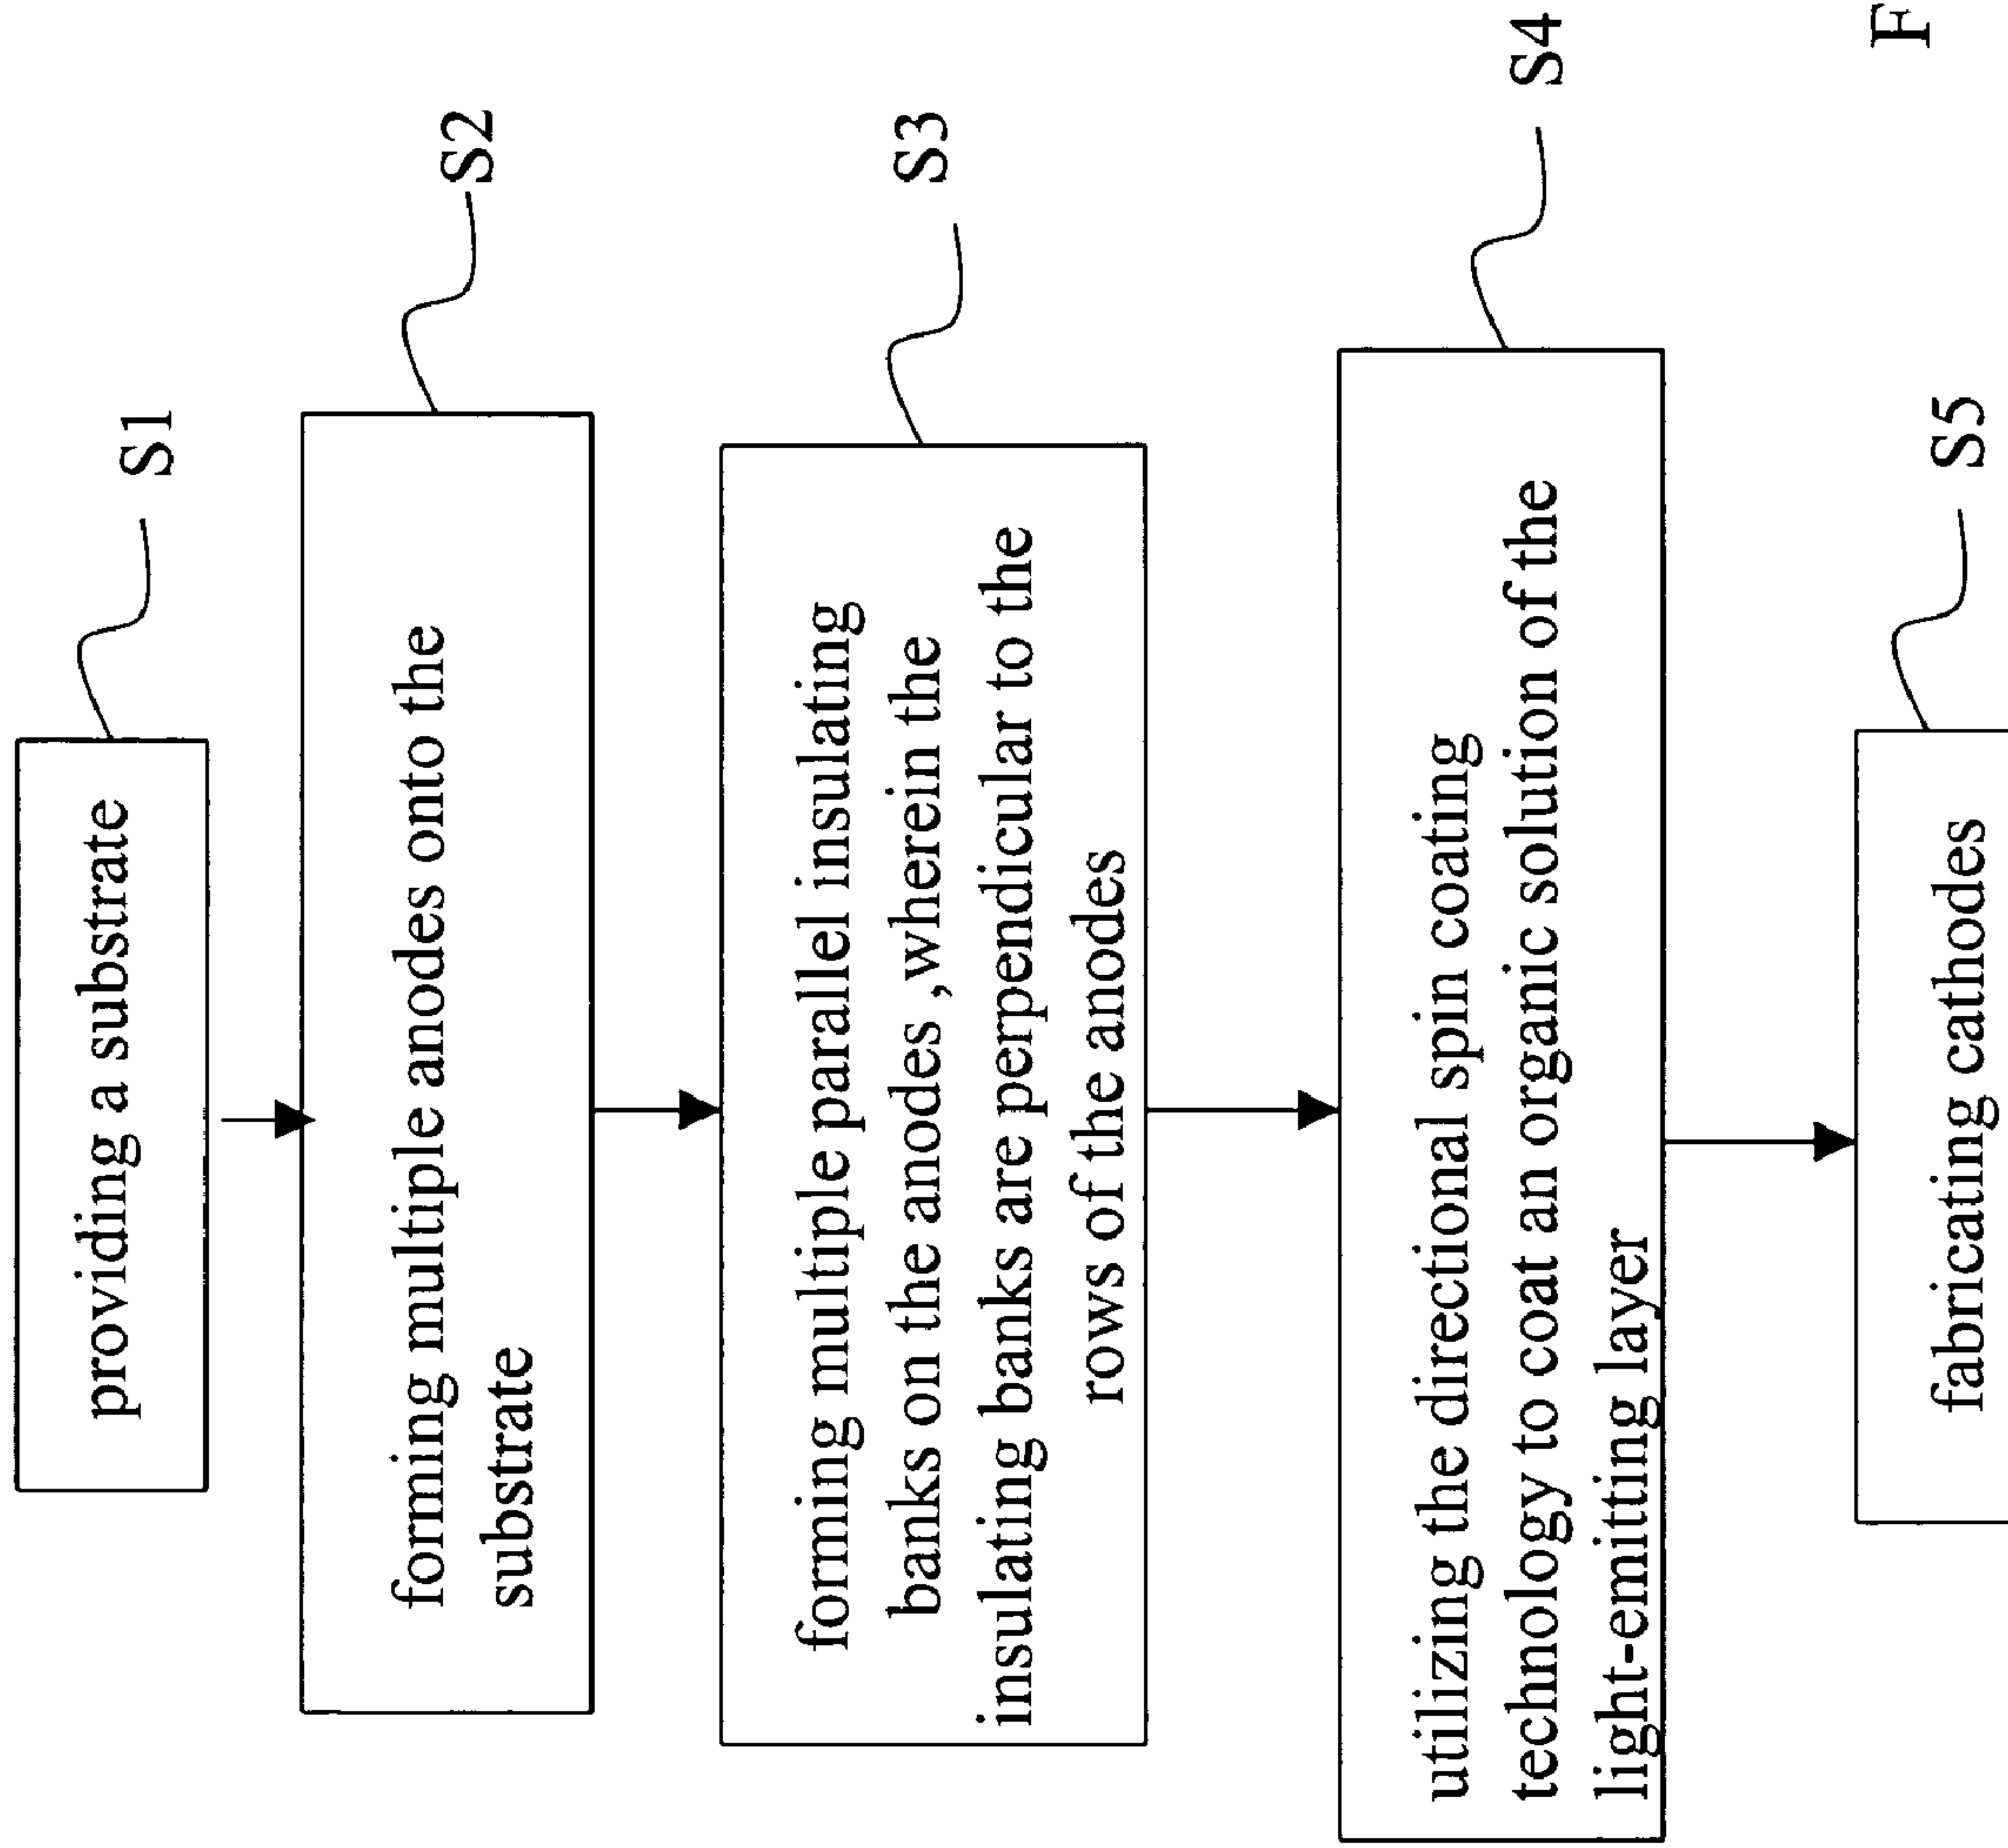 providing a substrate
S1
forming multiple anodes onto the
substrate
S2
forming multiple parallel insulating
banks on the anodes ,wherein the
insulating banks are perpendicular to the
rows of the anodes
S3
utilizing the directional spin coating
technology to coat an organic solution of the
light-emitting layer
S4
fabricating cathodes
S5
F